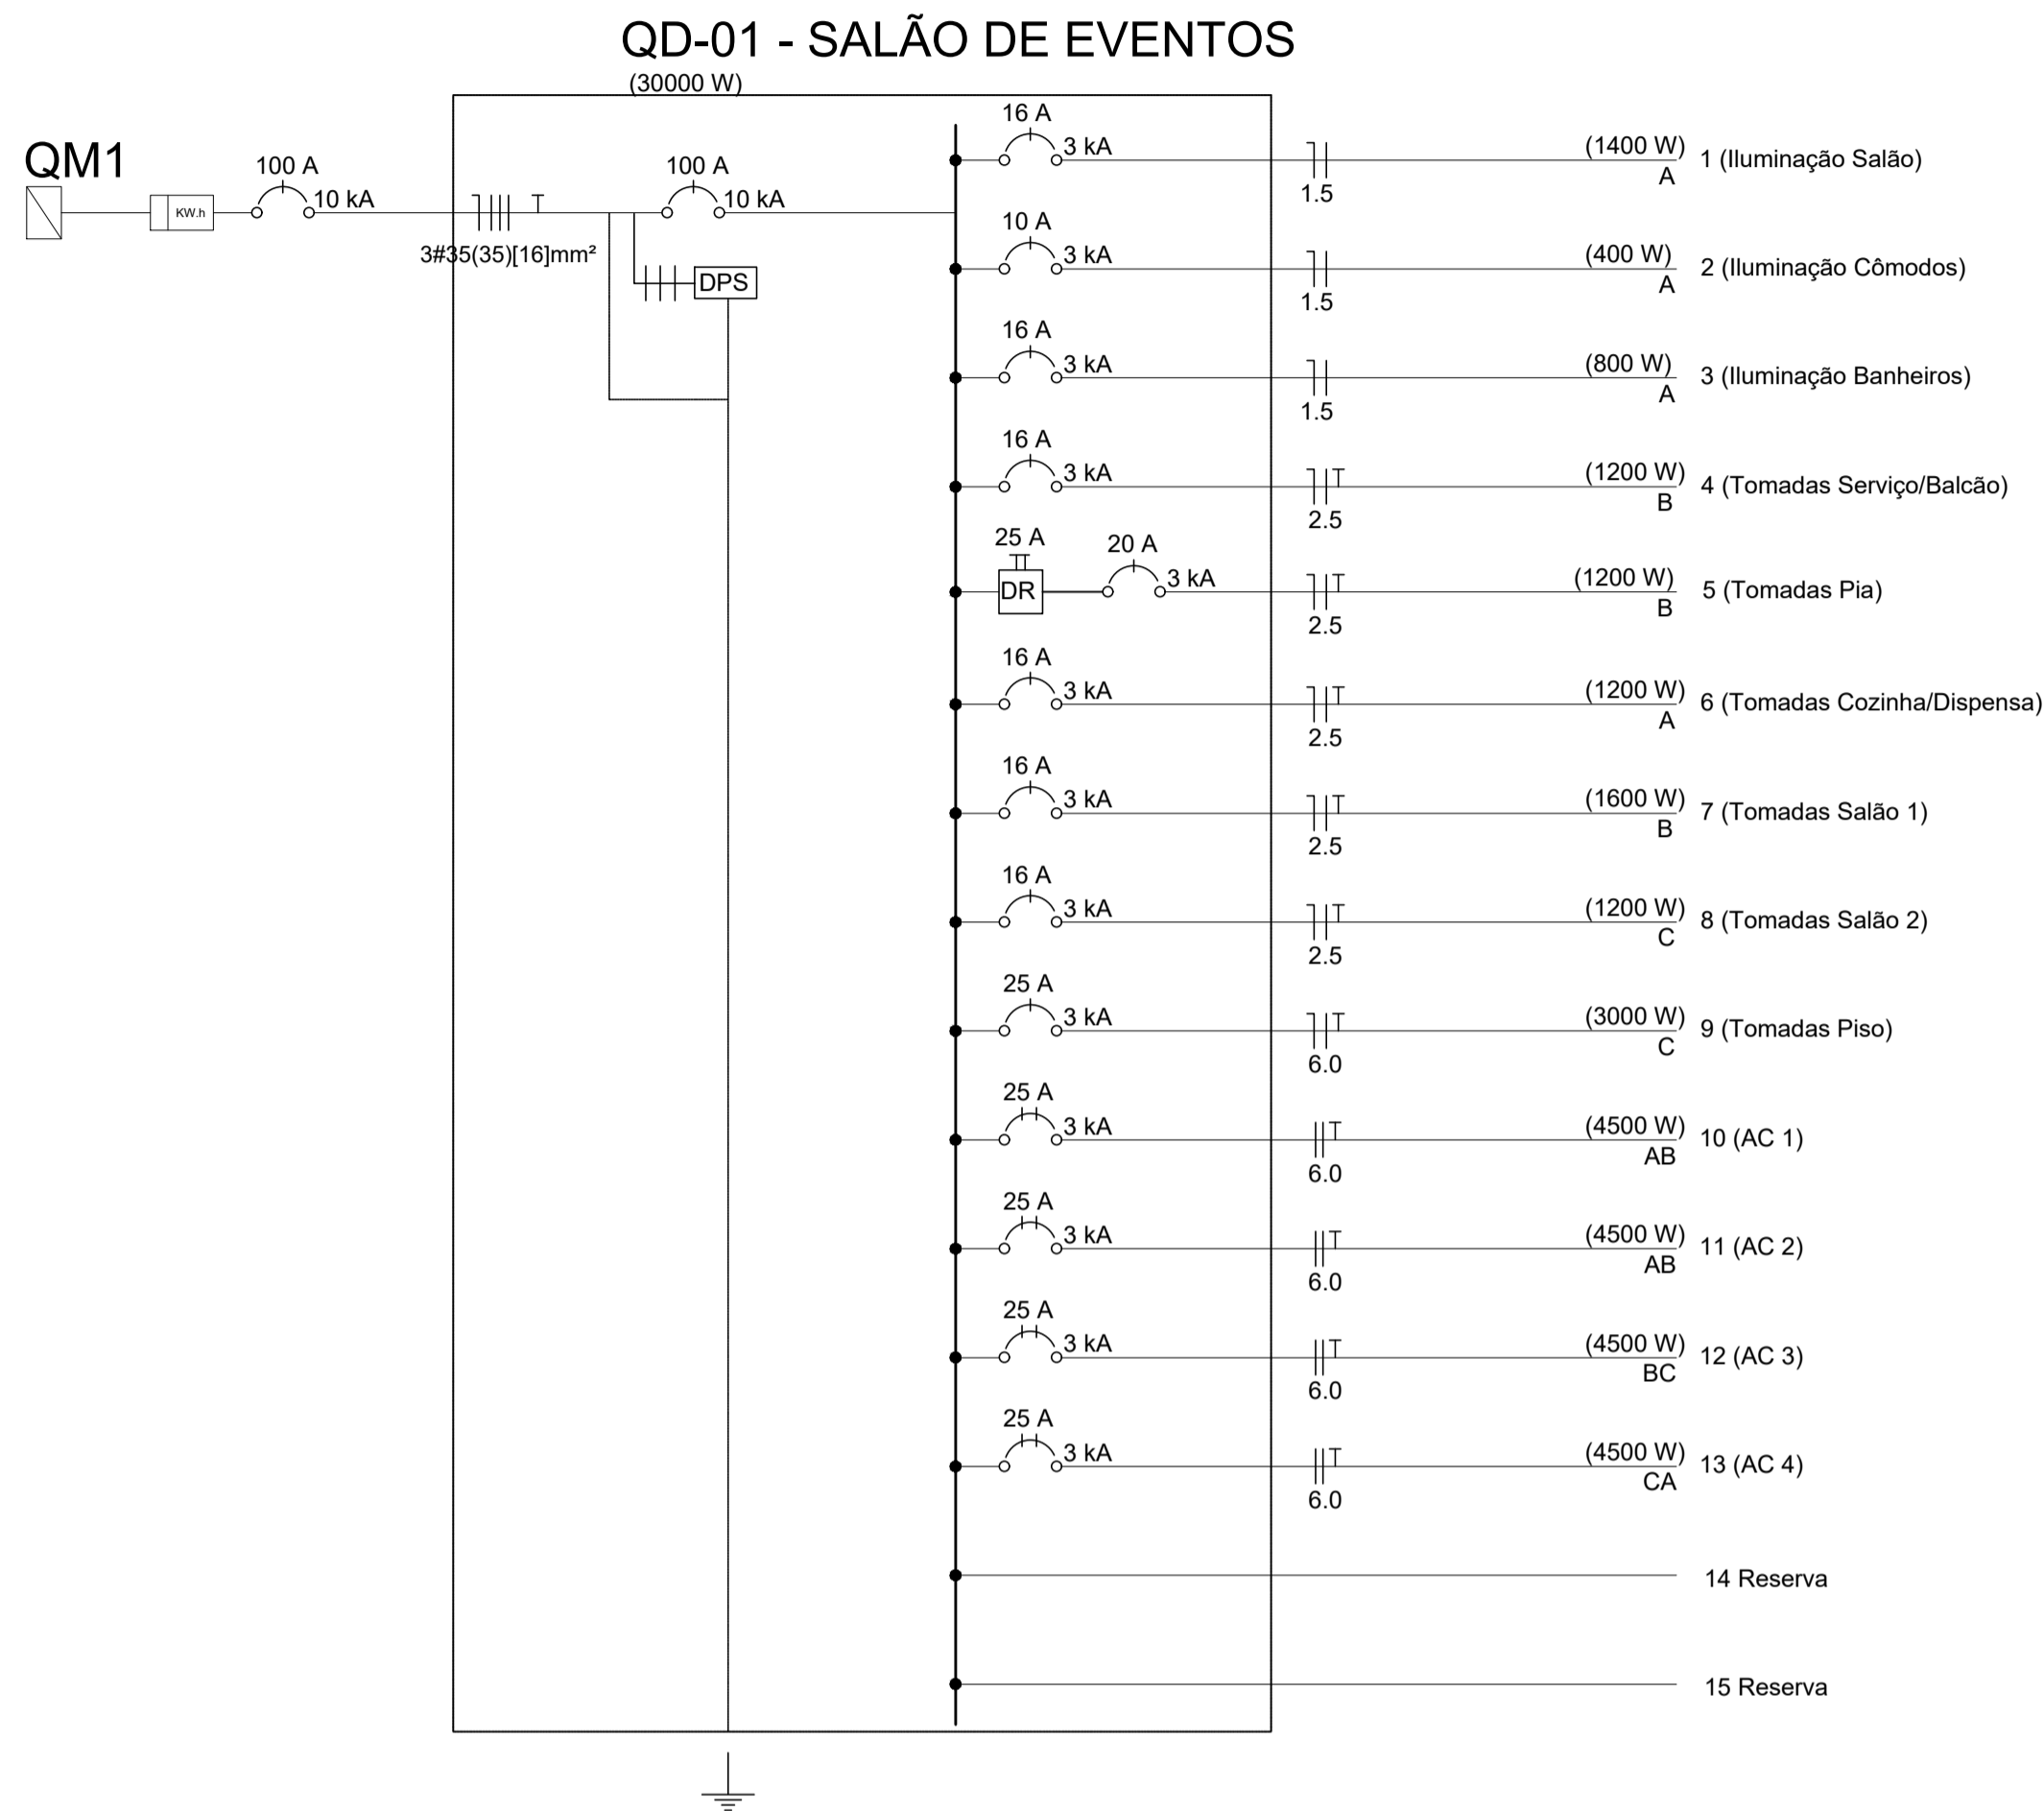 QD-01 - SALÃO DE EVENTOS
(30000 W)
QM1
KW.h
100 A
10 kA
3#35(35)[16]mm²
100 A
10 kA
DPS
16 A
3 kA
1.5
(1400 W)
A
1 (Iluminação Salão)
10 A
3 kA
1.5
(400 W)
A
2 (Iluminação Cômodos)
16 A
3 kA
1.5
(800 W)
A
3 (Iluminação Banheiros)
16 A
3 kA
2.5
(1200 W)
B
4 (Tomadas Serviço/Balcão)
25 A
DR
20 A
3 kA
2.5
(1200 W)
B
5 (Tomadas Pia)
16 A
3 kA
2.5
(1200 W)
A
6 (Tomadas Cozinha/Dispensa)
16 A
3 kA
2.5
(1600 W)
B
7 (Tomadas Salão 1)
16 A
3 kA
2.5
(1200 W)
C
8 (Tomadas Salão 2)
25 A
3 kA
6.0
(3000 W)
C
9 (Tomadas Piso)
25 A
3 kA
6.0
(4500 W)
AB
10 (AC 1)
25 A
3 kA
6.0
(4500 W)
AB
11 (AC 2)
25 A
3 kA
6.0
(4500 W)
BC
12 (AC 3)
25 A
3 kA
6.0
(4500 W)
CA
13 (AC 4)
14 Reserva
15 Reserva